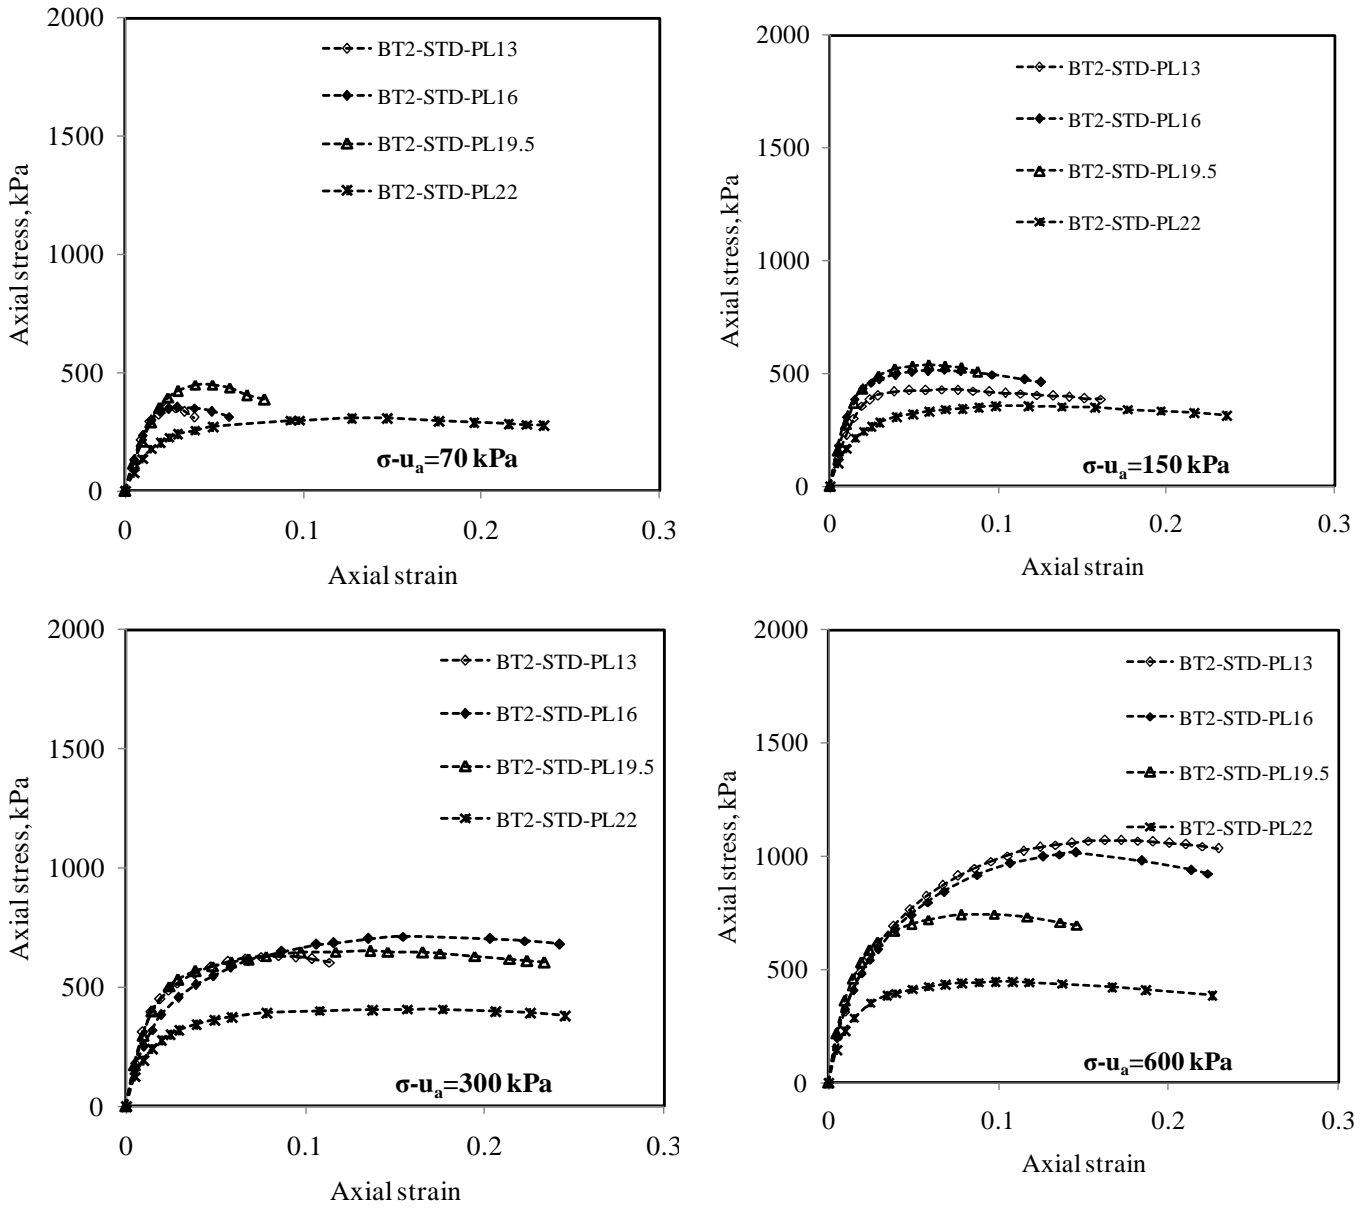 2000
1500
1000
500
0
Axial stress, kPa
BT2-STD-PL13
BT2-STD-PL16
BT2-STD-PL19.5
BT2-STD-PL22
σ-uₐ=70 kPa
0 0.1 0.2 0.3
Axial strain
2000
1500
1000
500
0
Axial stress, kPa
BT2-STD-PL13
BT2-STD-PL16
BT2-STD-PL19.5
BT2-STD-PL22
σ-uₐ=150 kPa
0 0.1 0.2 0.3
Axial strain
2000
1500
1000
500
0
Axial stress, kPa
BT2-STD-PL13
BT2-STD-PL16
BT2-STD-PL19.5
BT2-STD-PL22
σ-uₐ=300 kPa
0 0.1 0.2 0.3
Axial strain
2000
1500
1000
500
0
Axial stress, kPa
BT2-STD-PL13
BT2-STD-PL16
BT2-STD-PL19.5
BT2-STD-PL22
σ-uₐ=600 kPa
0 0.1 0.2 0.3
Axial strain